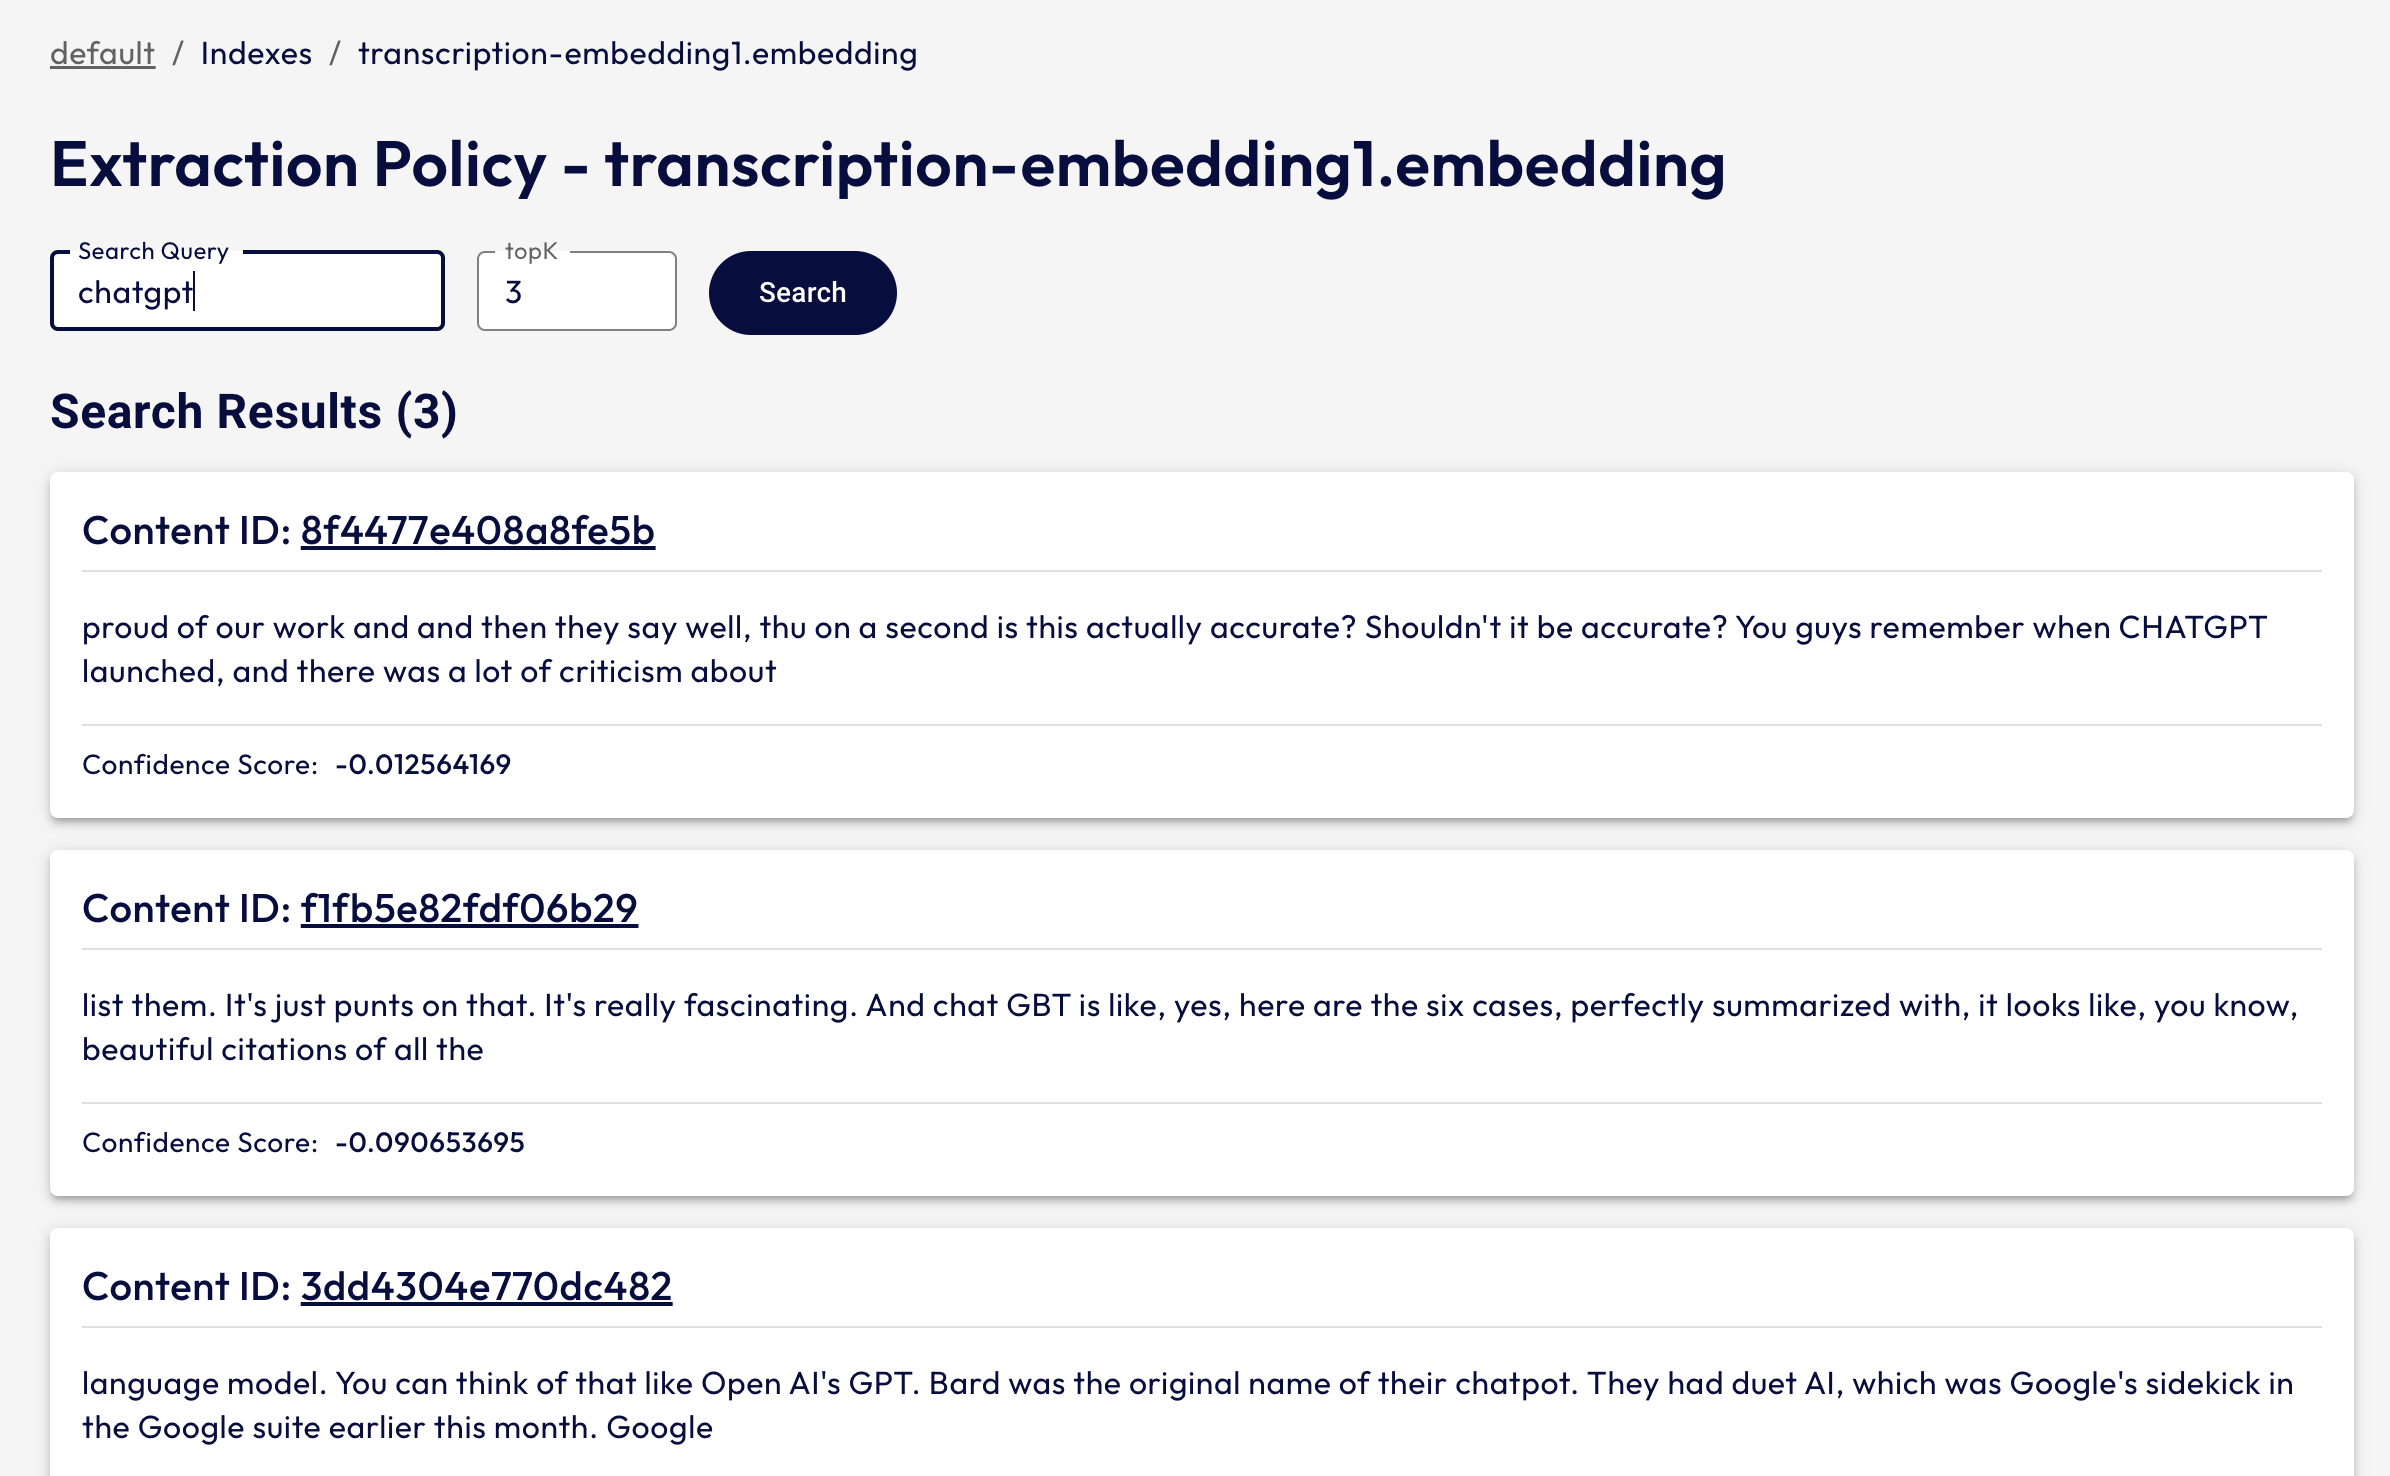 default / Indexes / transcription-embedding1.embedding
Extraction Policy - transcription-embedding1.embedding
Search Query
chatgpt
topK
3
Search
Search Results (3)
Content ID: 8f4477e408a8fe5b
proud of our work and and then they say well, thu on a second is this actually accurate? Shouldn't it be accurate? You guys remember when CHATGPT
launched, and there was a lot of criticism about
Confidence Score: -0.012564169
Content ID: f1fb5e82fdf06b29
list them. It's just punts on that. It's really fascinating. And chat GBT is like, yes, here are the six cases, perfectly summarized with, it looks like, you know,
beautiful citations of all the
Confidence Score: -0.090653695
Content ID: 3dd4304e770dc482
language model. You can think of that like Open AI's GPT. Bard was the original name of their chatpot. They had duet AI, which was Google's sidekick in
the Google suite earlier this month. Google